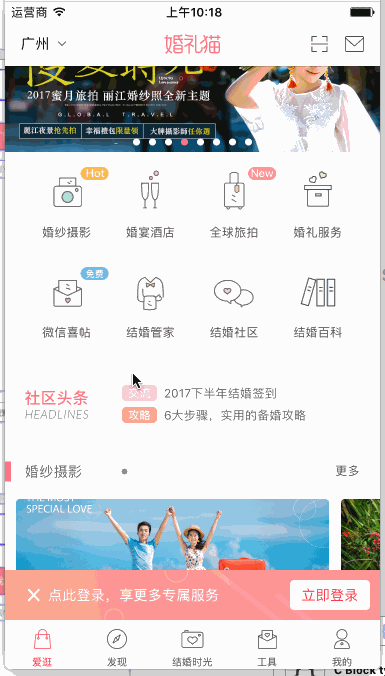 运营商 上午10:18
广州 婚礼猫
2017蜜月旅拍 丽江婚纱照全新主题
GLOBAL TRAVEL
麗江夜景抢先拍 幸福禮包限量领 大牌攝影師任你選
Hot New
婚纱摄影 婚宴酒店 全球旅拍 婚礼服务
免费
微信喜帖 结婚管家 结婚社区 结婚百科
社区头条
HEADLINES
交流 2017下半年结婚签到
攻略 6大步骤，实用的备婚攻略
婚纱摄影 更多
THE MOST
SPECIAL LOVE
点此登录，享更多专属服务 立即登录
爱逛 发现 结婚时光 工具 我的
C Block t